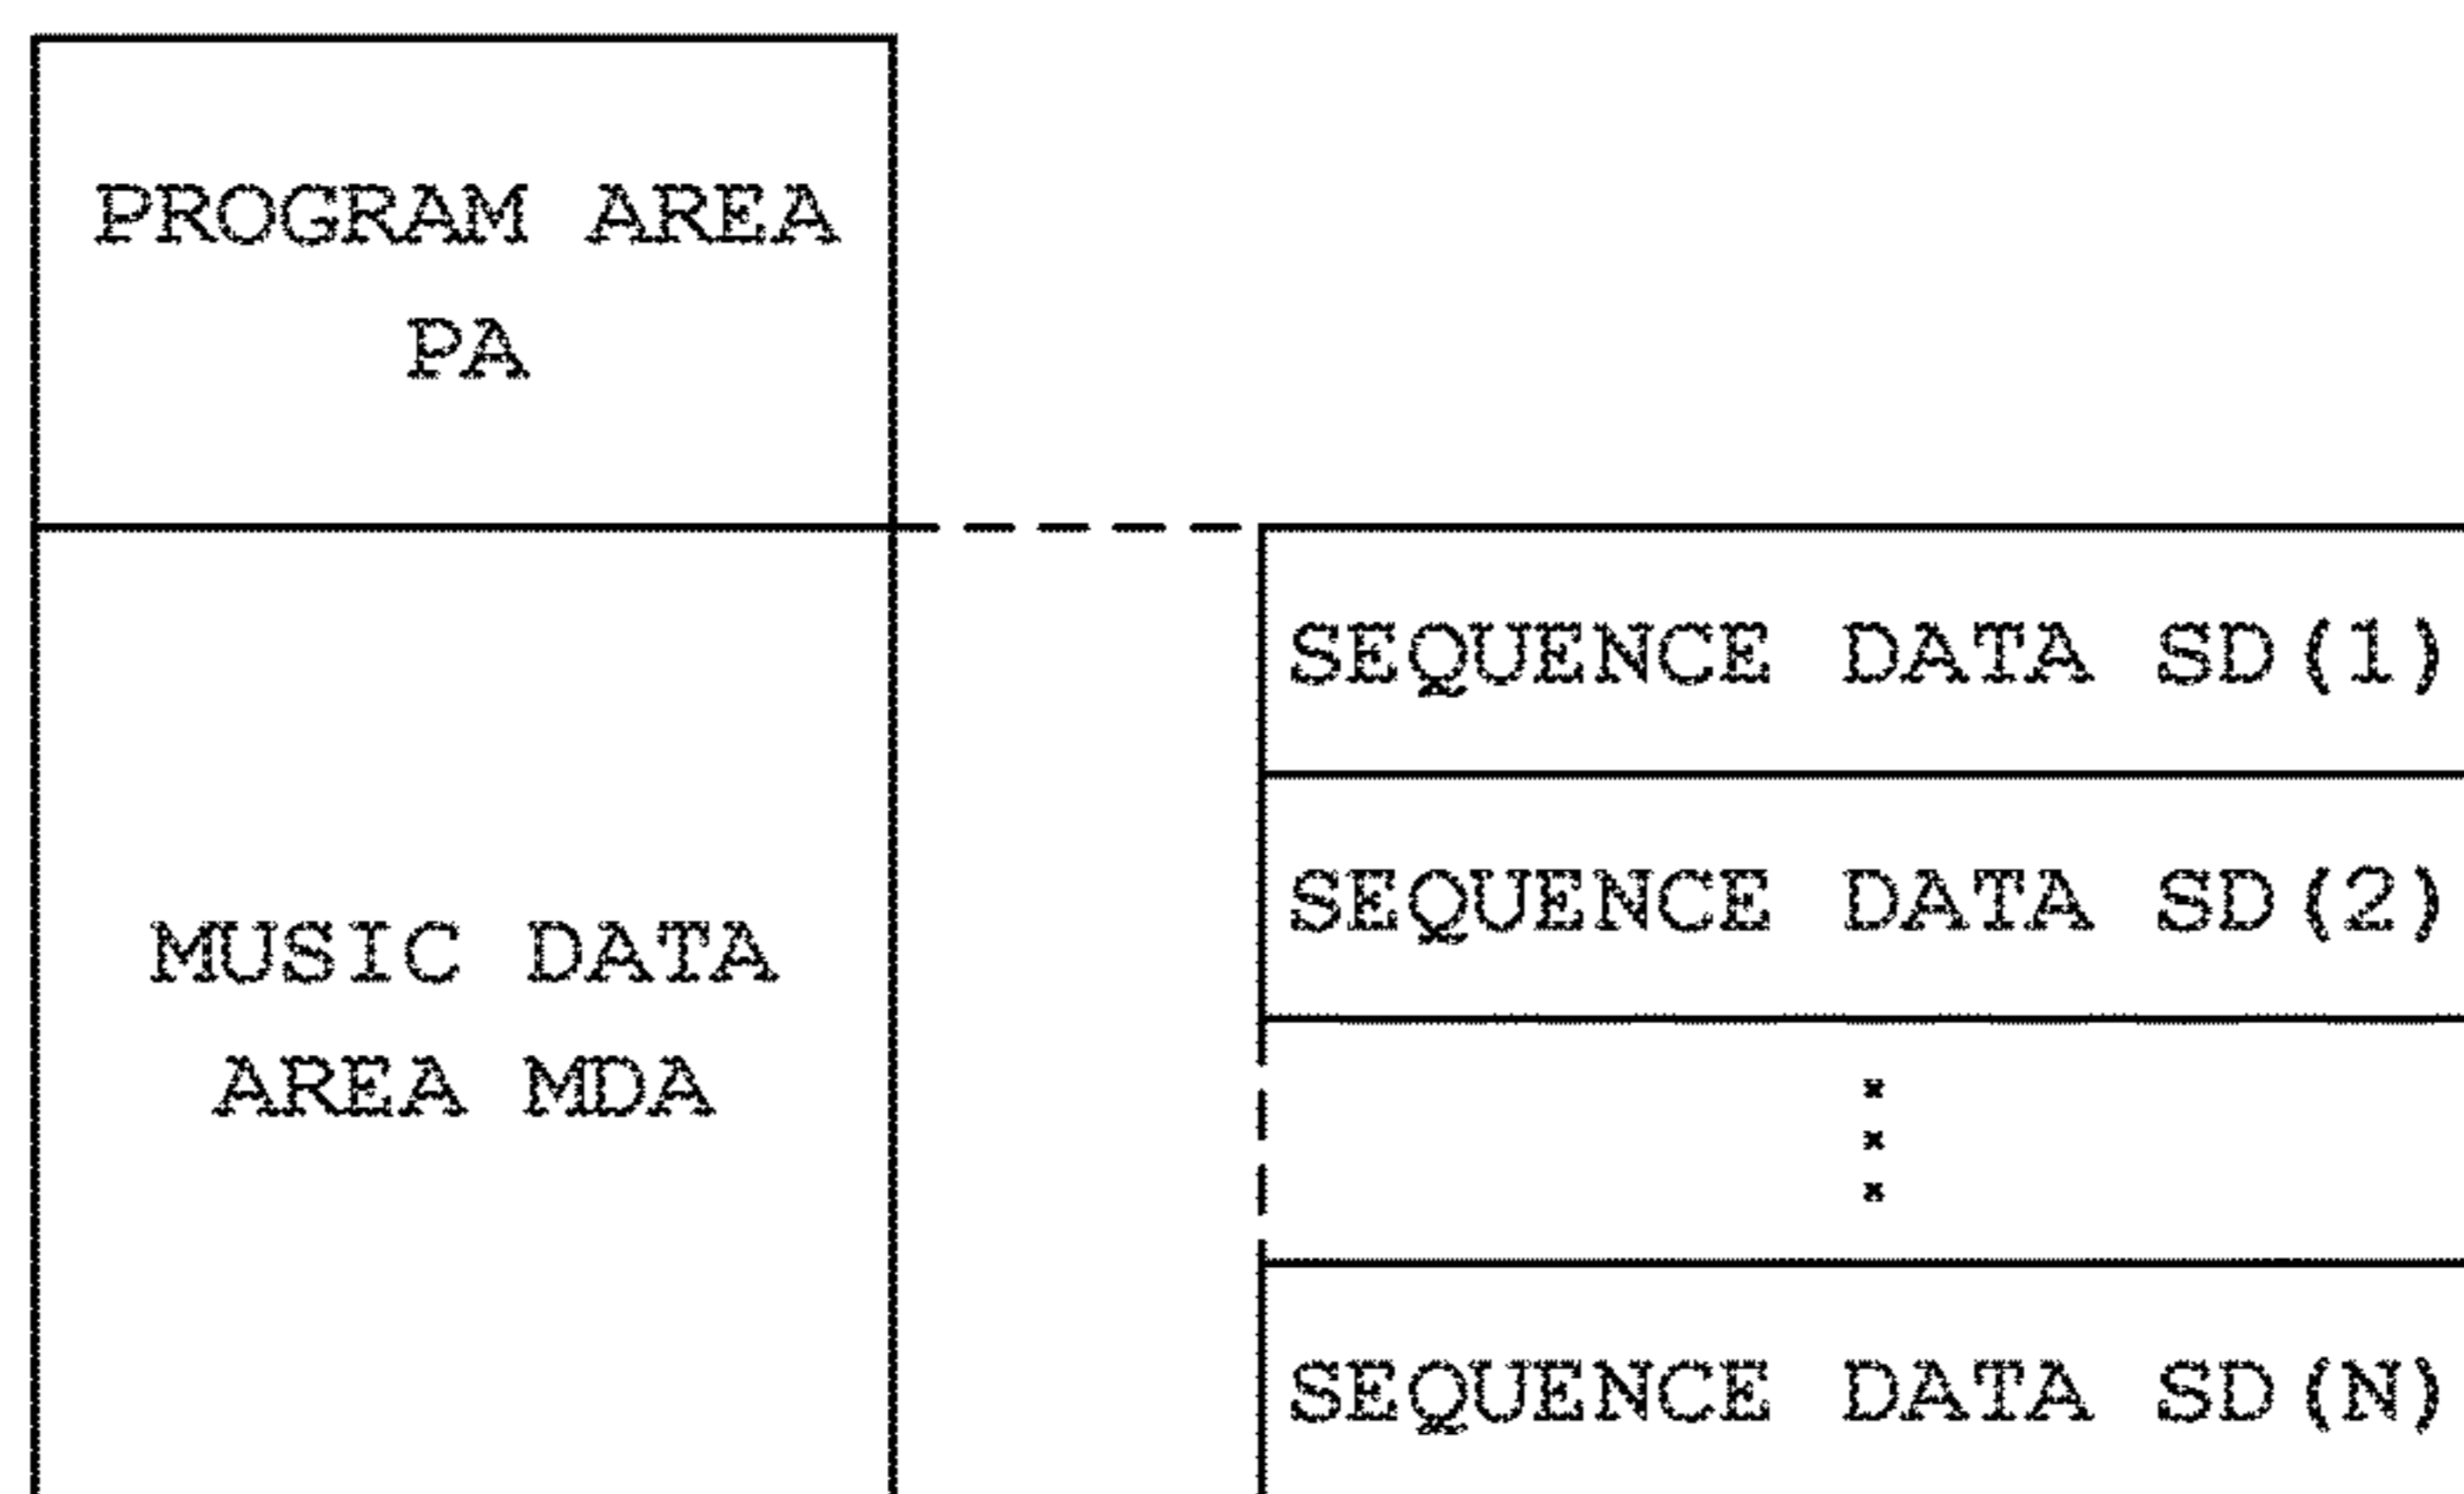 PROGRAM AREA
PA
MUSIC DATA
AREA MDA
SEQUENCE DATA SD(1)
SEQUENCE DATA SD(2)
SEQUENCE DATA SD(N)